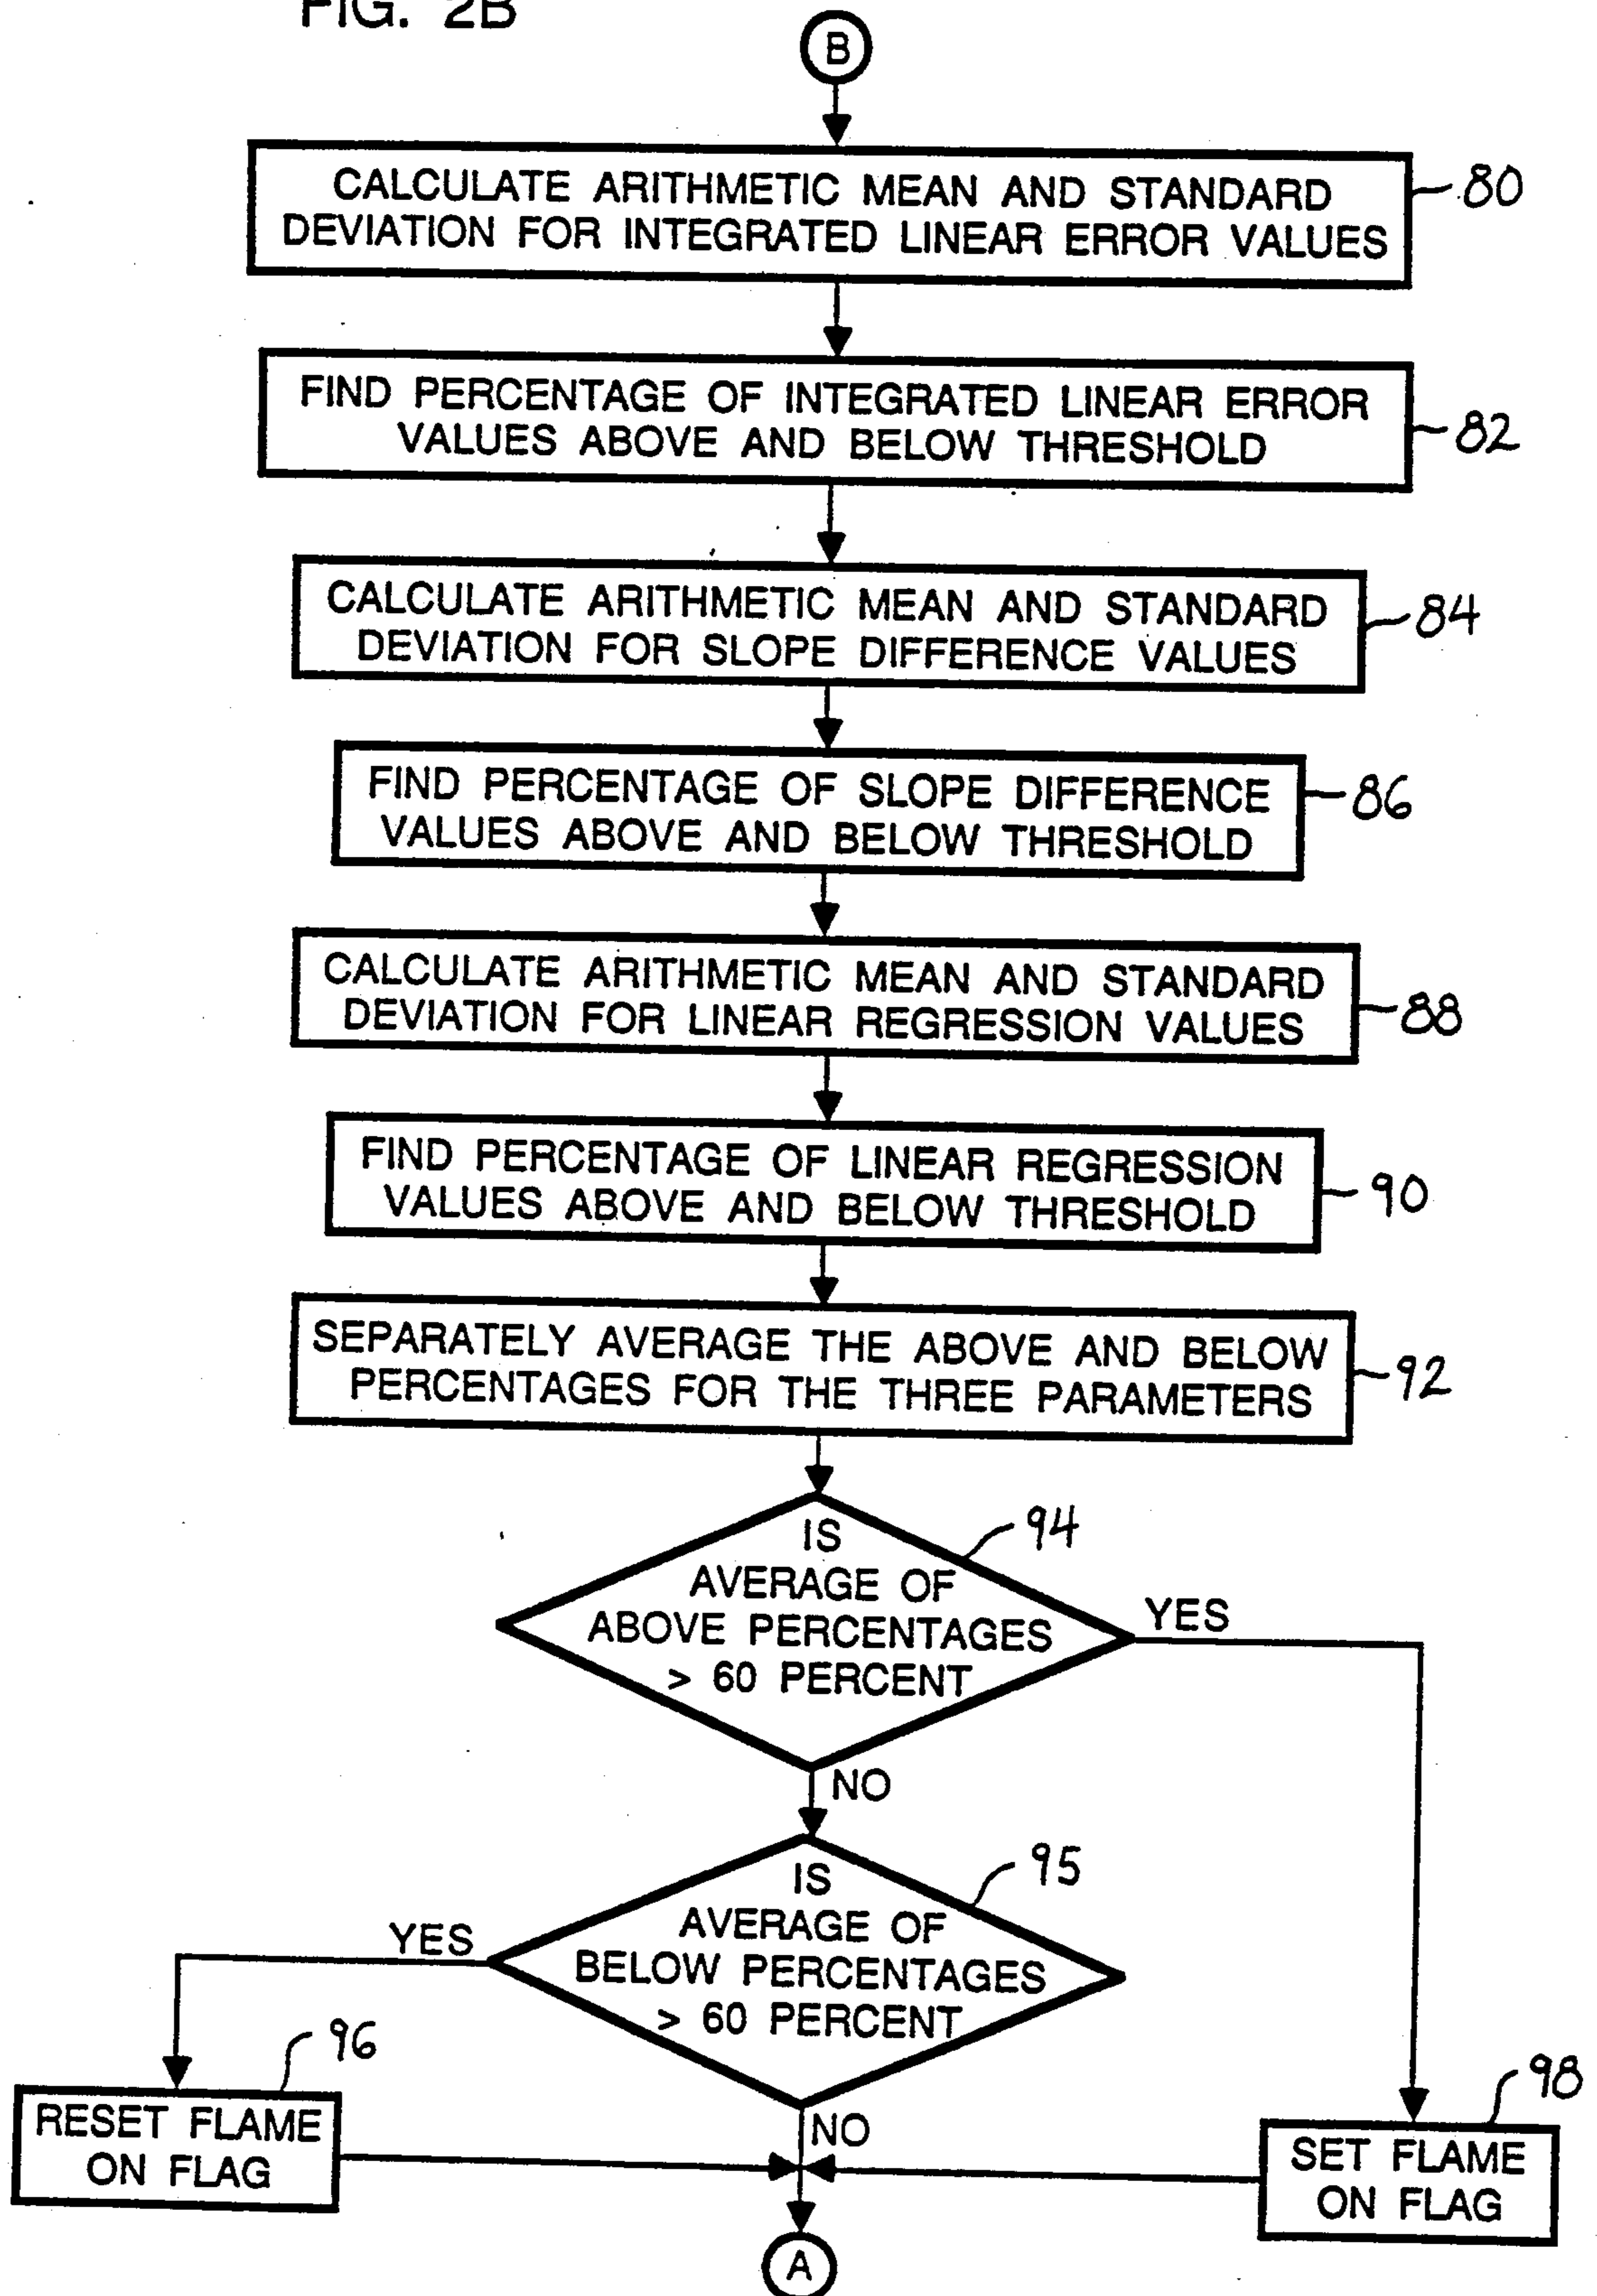 FIG. 2B
B
CALCULATE ARITHMETIC MEAN AND STANDARD
DEVIATION FOR INTEGRATED LINEAR ERROR VALUES
80
FIND PERCENTAGE OF INTEGRATED LINEAR ERROR
VALUES ABOVE AND BELOW THRESHOLD
82
CALCULATE ARITHMETIC MEAN AND STANDARD
DEVIATION FOR SLOPE DIFFERENCE VALUES
84
FIND PERCENTAGE OF SLOPE DIFFERENCE
VALUES ABOVE AND BELOW THRESHOLD
86
CALCULATE ARITHMETIC MEAN AND STANDARD
DEVIATION FOR LINEAR REGRESSION VALUES
88
FIND PERCENTAGE OF LINEAR REGRESSION
VALUES ABOVE AND BELOW THRESHOLD
90
SEPARATELY AVERAGE THE ABOVE AND BELOW
PERCENTAGES FOR THE THREE PARAMETERS
92
94
IS
AVERAGE OF
ABOVE PERCENTAGES
> 60 PERCENT
YES
NO
95
IS
AVERAGE OF
BELOW PERCENTAGES
> 60 PERCENT
YES
NO
96
RESET FLAME
ON FLAG
98
SET FLAME
ON FLAG
A